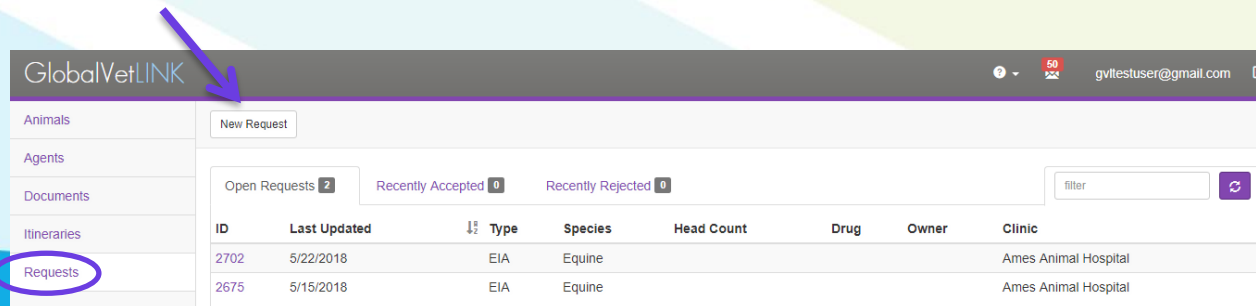 GlobalVetLINK 50 gvltestuser@gmail.com
Animals
Agents
Documents
Itineraries
Requests
New Request
Open Requests 2 Recently Accepted 0 Recently Rejected 0 filter
ID Last Updated Type Species Head Count Drug Owner Clinic
2702 5/22/2018 EIA Equine Ames Animal Hospital
2675 5/15/2018 EIA Equine Ames Animal Hospital